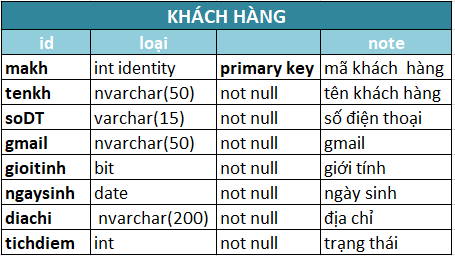 KHÁCH HÀNG
id loại note
makh int identity primary key mã khách hàng
tenkh nvarchar(50) not null tên khách hàng
soDT varchar(15) not null số điện thoại
gmail nvarchar(50) not null gmail
gioitinh bit not null giới tính
ngaysinh date not null ngày sinh
diachi nvarchar(200) not null địa chỉ
tichdiem int not null trạng thái